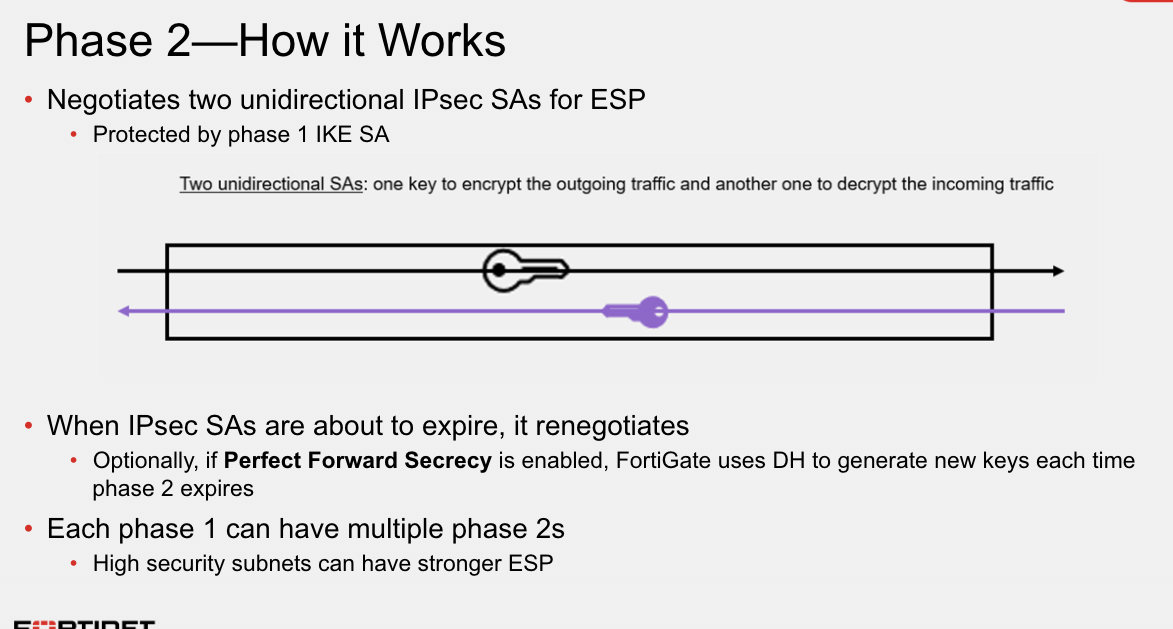 Phase 2—How it Works
• Negotiates two unidirectional IPsec SAs for ESP
• Protected by phase 1 IKE SA
Two unidirectional SAs: one key to encrypt the outgoing traffic and another one to decrypt the incoming traffic
• When IPsec SAs are about to expire, it renegotiates
• Optionally, if Perfect Forward Secrecy is enabled, FortiGate uses DH to generate new keys each time
phase 2 expires
• Each phase 1 can have multiple phase 2s
• High security subnets can have stronger ESP
FORTINET